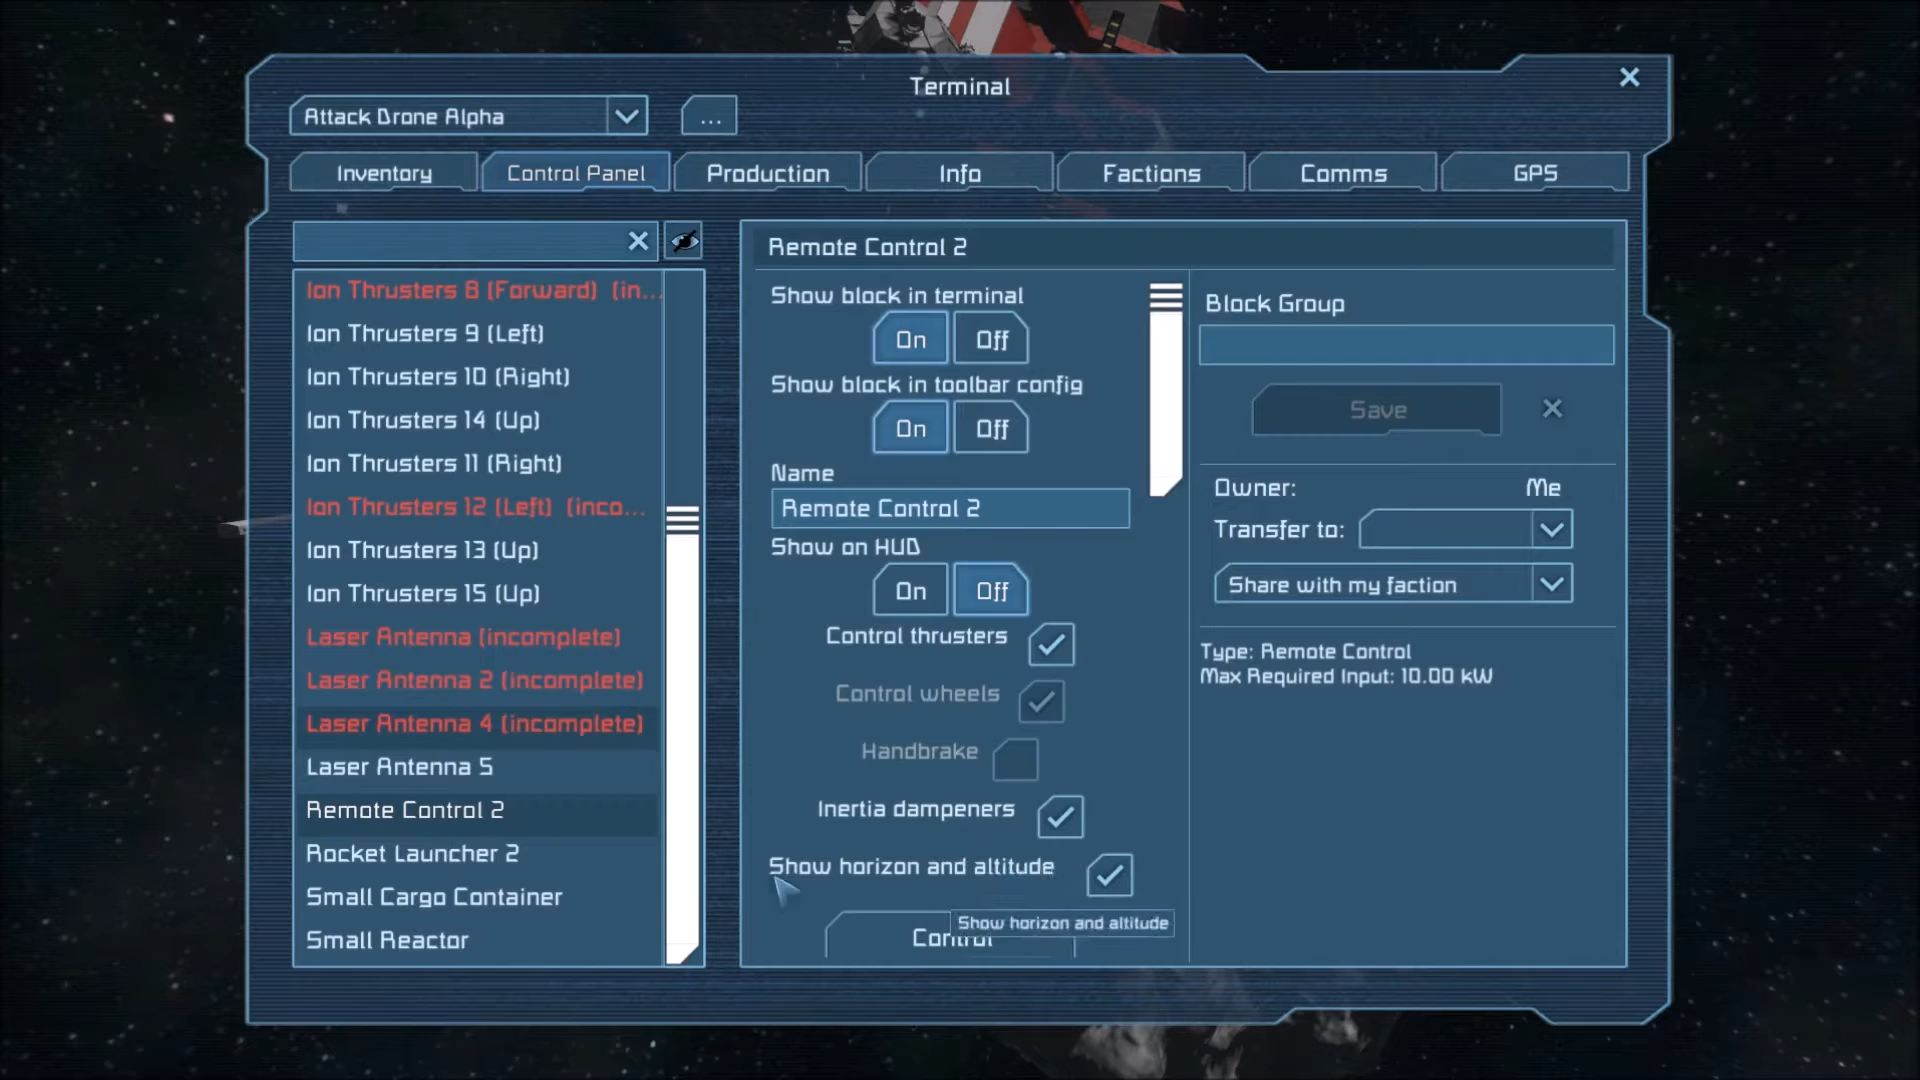 Terminal
Attack Drone Alpha
...
Inventory
Control Panel
Production
Info
Factions
Comms
GPS
Ion Thrusters 8 (Forward) (in...
Ion Thrusters 9 (Left)
Ion Thrusters 10 (Right)
Ion Thrusters 14 (Up)
Ion Thrusters 11 (Right)
Ion Thrusters 12 (Left) (inco...
Ion Thrusters 13 (Up)
Ion Thrusters 15 (Up)
Laser Antenna (incomplete)
Laser Antenna 2 (incomplete)
Laser Antenna 4 (incomplete)
Laser Antenna 5
Remote Control 2
Rocket Launcher 2
Small Cargo Container
Small Reactor
Remote Control 2
Show block in terminal
On Off
Show block in toolbar config
On Off
Name
Remote Control 2
Show on HUD
On Off
Control thrusters
Control wheels
Handbrake
Inertia dampeners
Show horizon and altitude
Show horizon and altitude
Control
Block Group
Save
Owner: Me
Transfer to:
Share with my faction
Type: Remote Control
Max Required Input: 10.00 kW